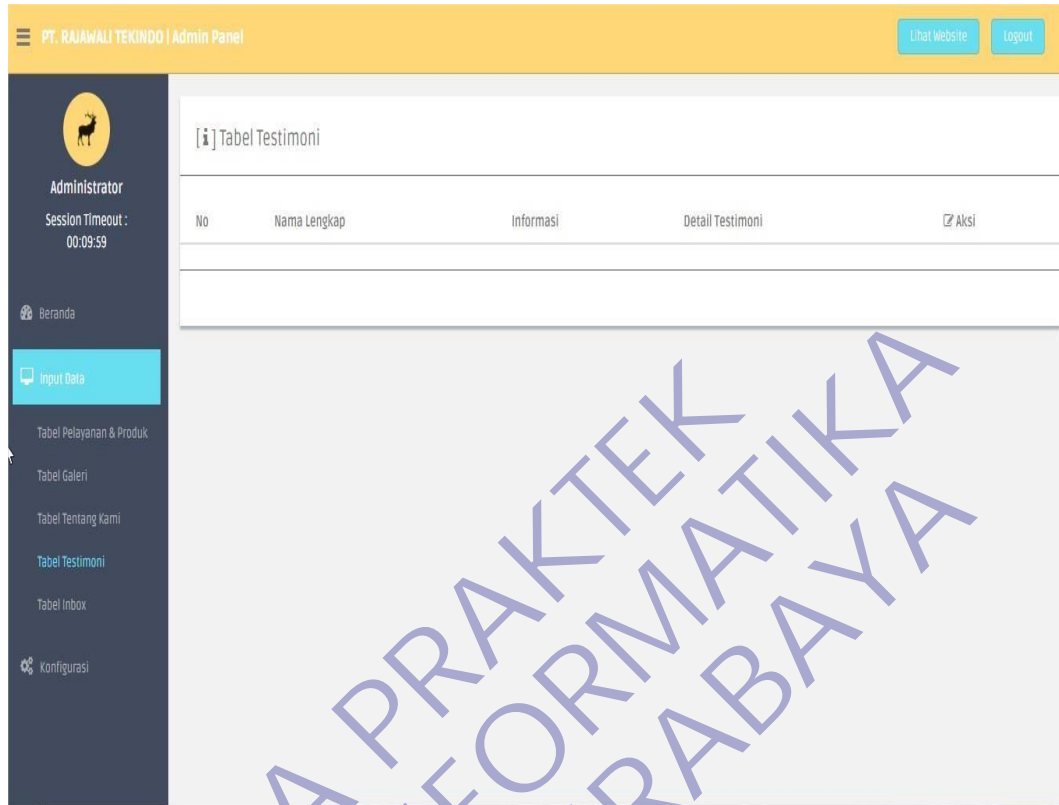 PT. RAJAWALI TEKINDO | Admin Panel
Lihat Website
Logout
Administrator
Session Timeout :
00:09:59
Beranda
Input Data
Tabel Pelayanan & Produk
Tabel Galeri
Tabel Tentang Kami
Tabel Testimoni
Tabel Inbox
Konfigurasi
[ i ] Tabel Testimoni
No Nama Lengkap Informasi Detail Testimoni Aksi
A PRAKTEK
FORMATIKA
RABAYA